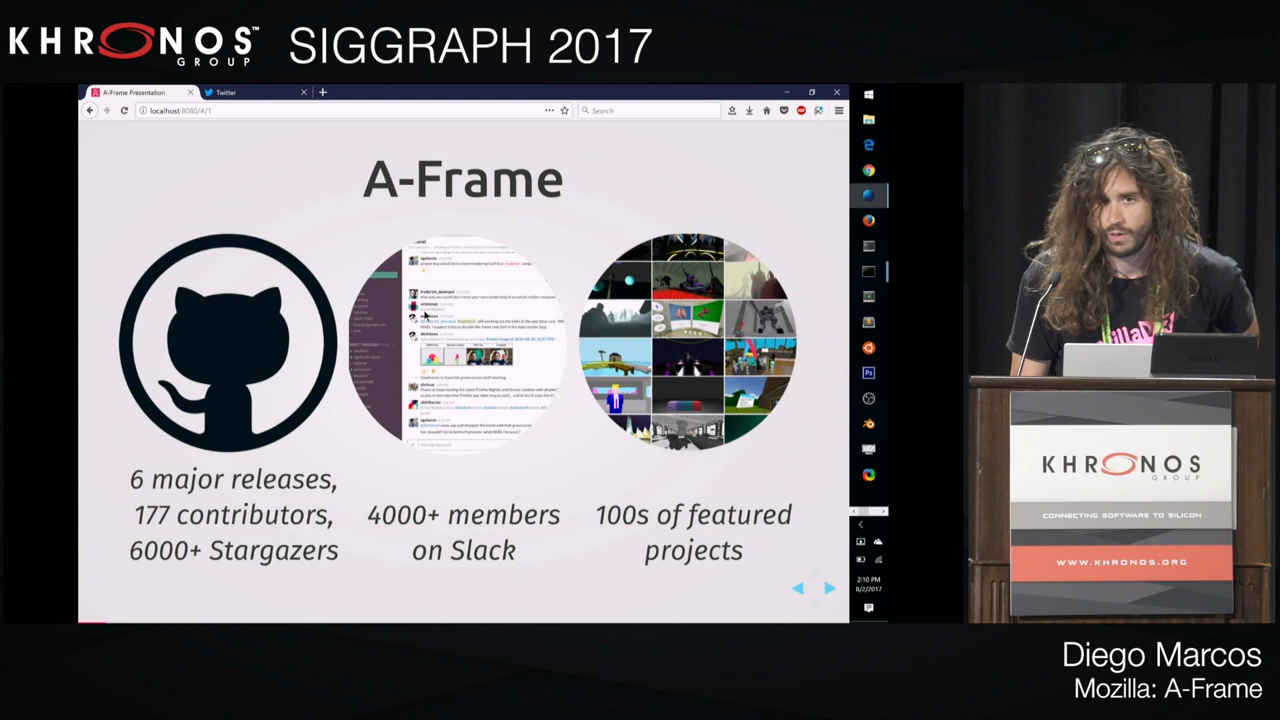 KHRONOS™ GROUP
SIGGRAPH 2017
A-Frame Presentation
Twitter
localhost:8080/#/1
Search
A-Frame
6 major releases,
177 contributors,
6000+ Stargazers
4000+ members
on Slack
100s of featured
projects
2:10 PM
8/2/2017
KHRONOS
GROUP
CONNECTING SOFTWARE TO SILICON
WWW.KHRONOS.ORG
Diego Marcos
Mozilla: A-Frame